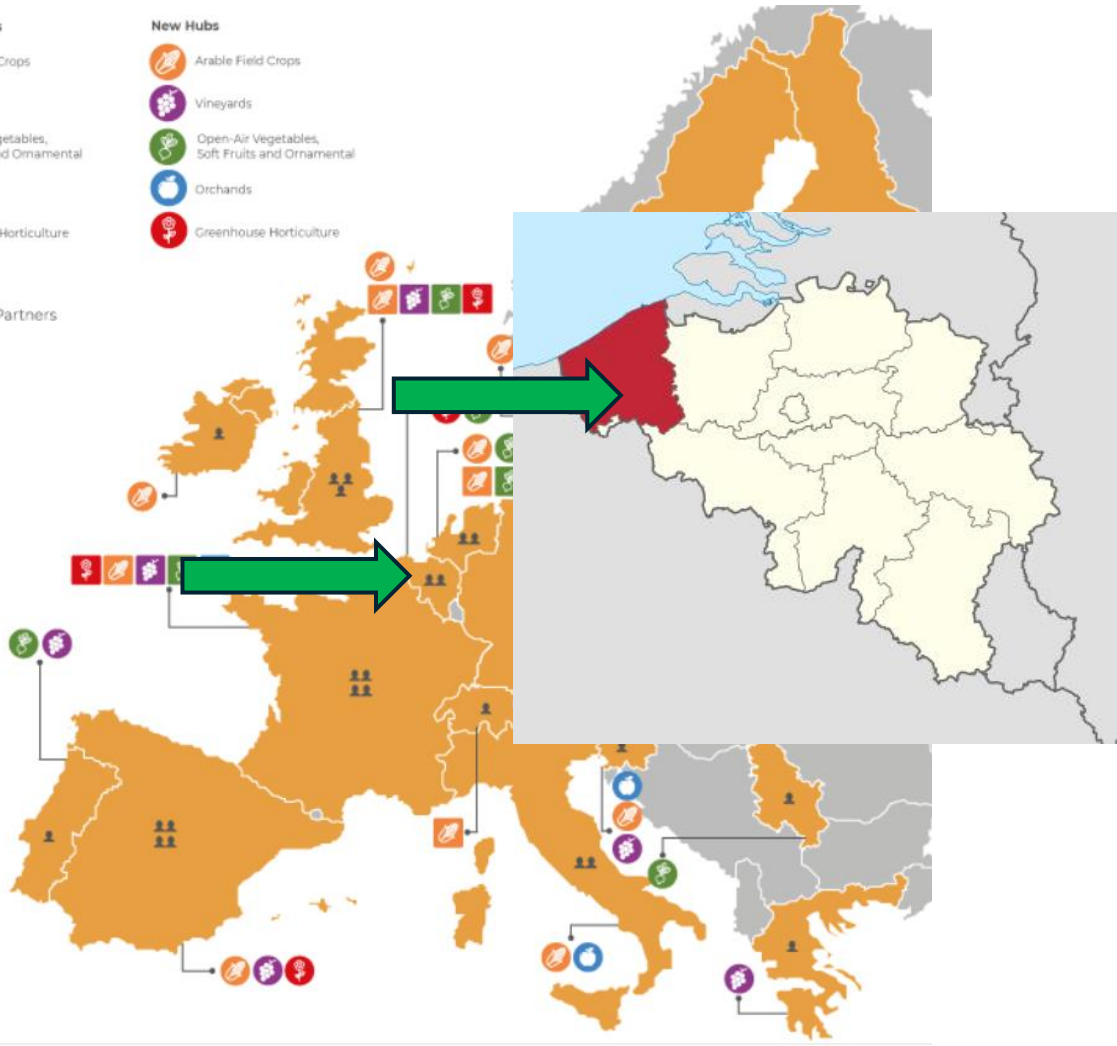 s
New Hubs
Crops
Arable Field Crops
Vineyards
getables,
d Ornamental
Open-Air Vegetables,
Soft Fruits and Ornamental
Orchands
Horticulture
Greenhouse Horticulture
Partners